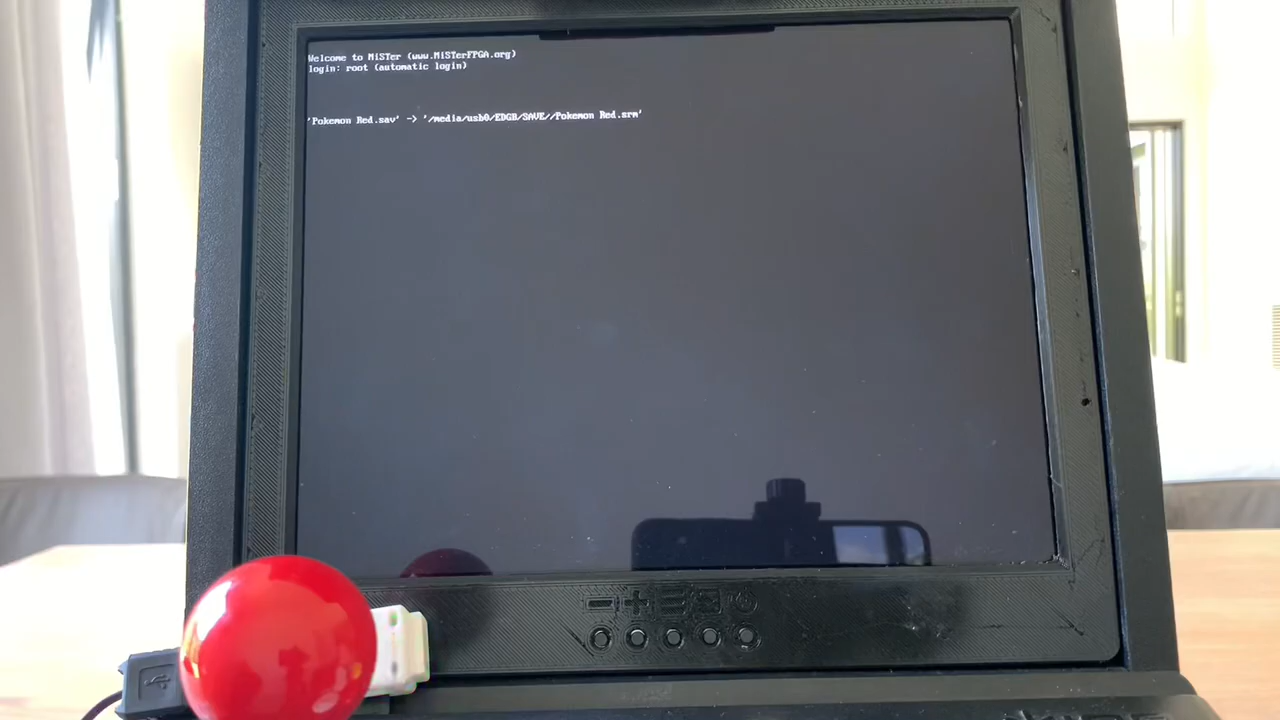 Welcome to MiSTer (www.MiSTerFPGA.org)
login: root (automatic login)
'Pokemon Red.sav' -> '/media/usb0/EDGB/SAVE//Pokemon Red.srm'